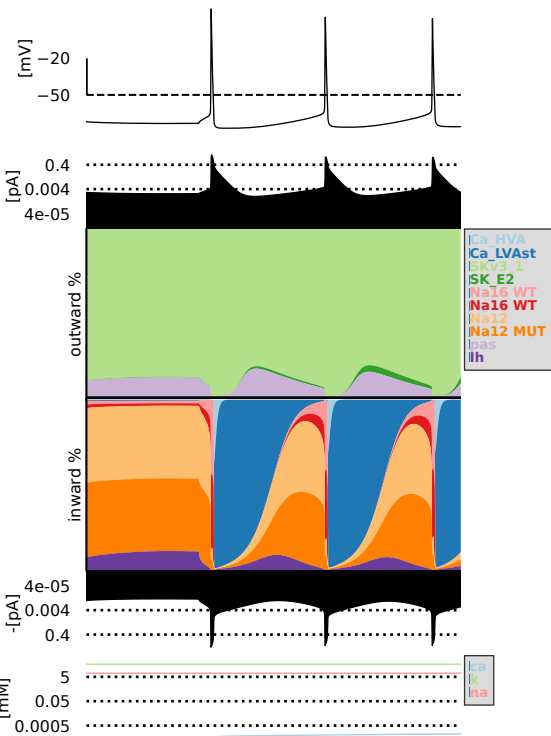 [mV]
−20
−50
[pA]
0.4
0.004
4e-05
outward %
Ca_HVA
Ca_LVAst
SKv3_1
SK_E2
Na16 WT
Na16 WT
Na12
Na12 MUT
pas
Ih
inward %
-[pA]
4e-05
0.004
0.4
[mM]
5
0.05
0.0005
ca
k
na